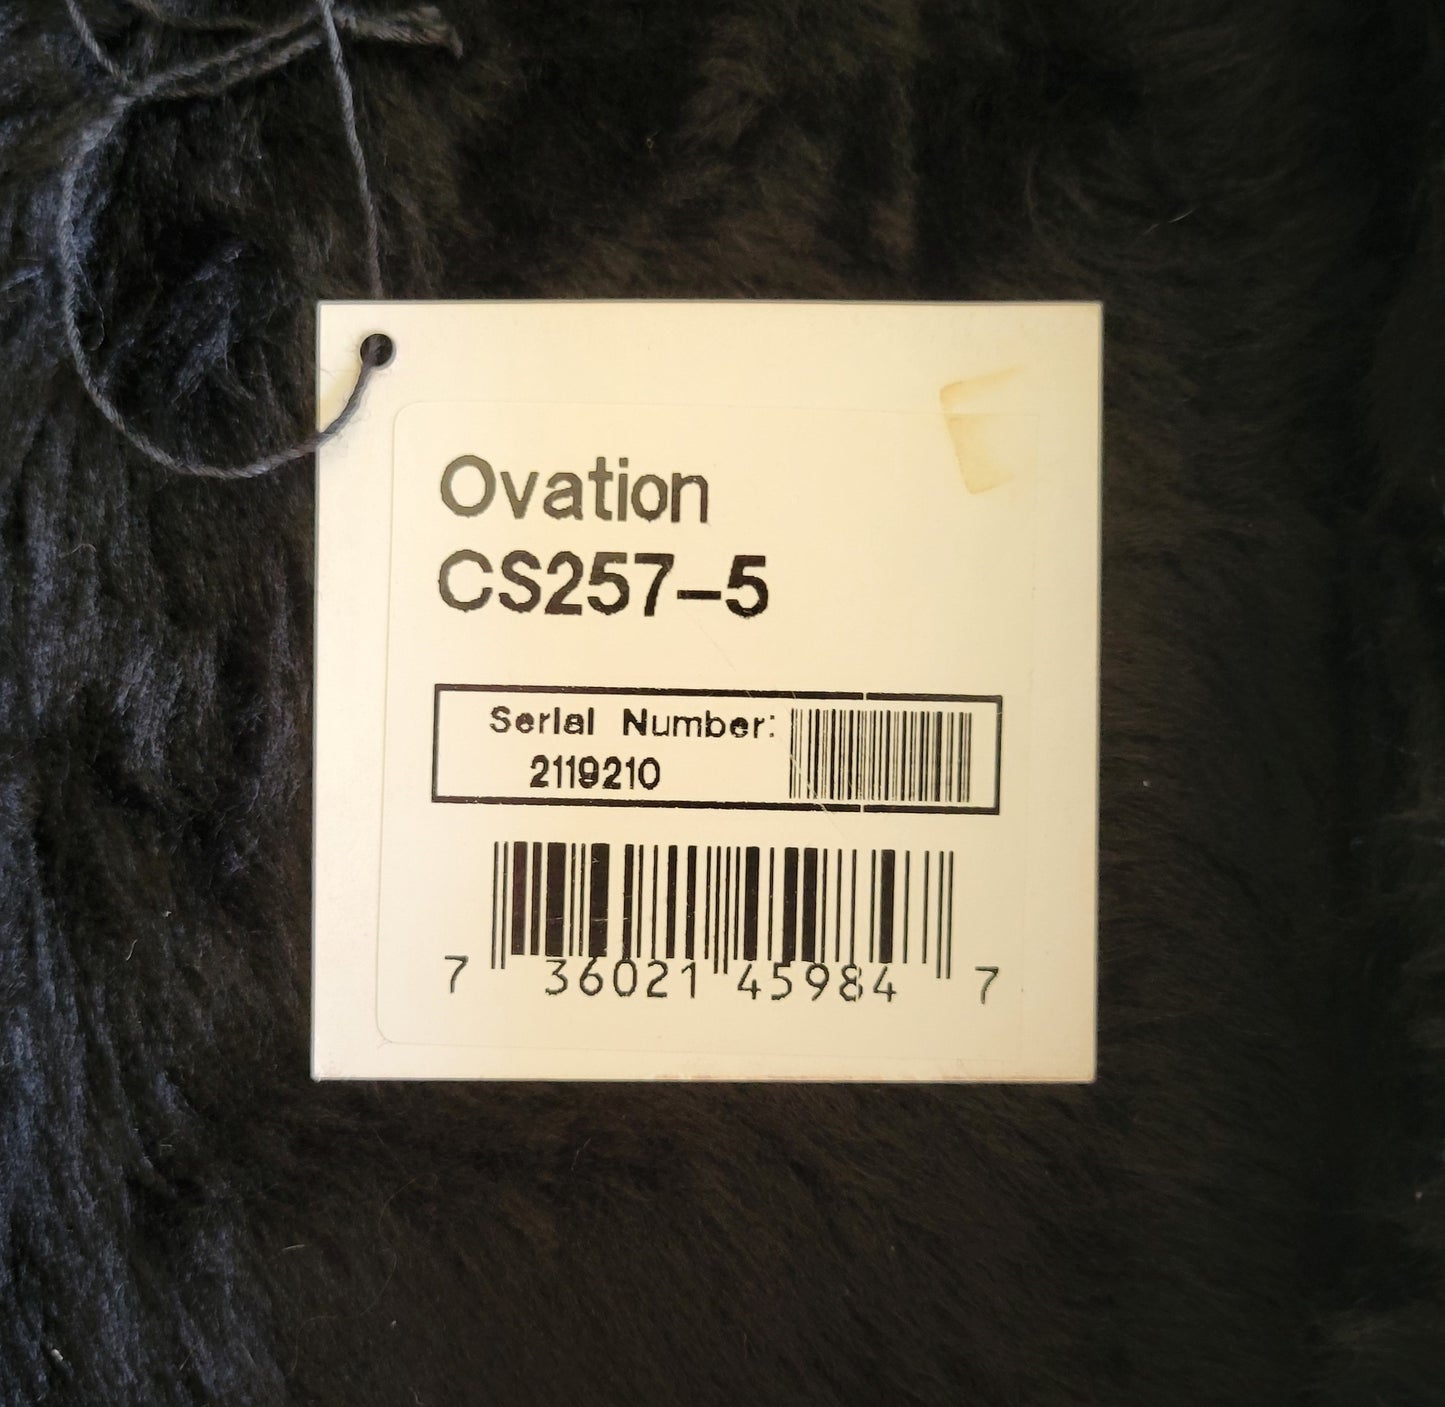 Ovation
CS257-5
Serial Number:
2119210
7 36021 45984 7